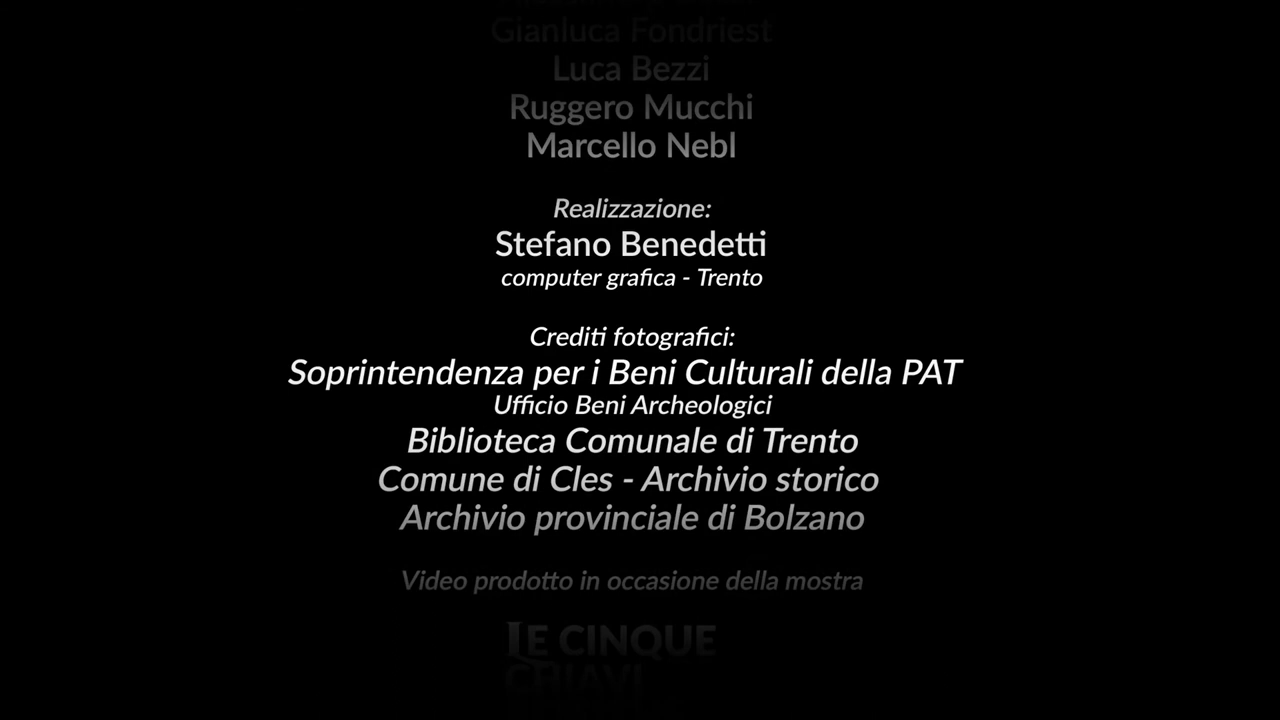 Gianluca Fondriest
Luca Bezzi
Ruggero Mucchi
Marcello Nebl
Realizzazione:
Stefano Benedetti
computer grafica - Trento
Crediti fotografici:
Soprintendenza per i Beni Culturali della PAT
Ufficio Beni Archeologici
Biblioteca Comunale di Trento
Comune di Cles - Archivio storico
Archivio provinciale di Bolzano
Video prodotto in occasione della mostra
LE CINQUE
CHIAVI